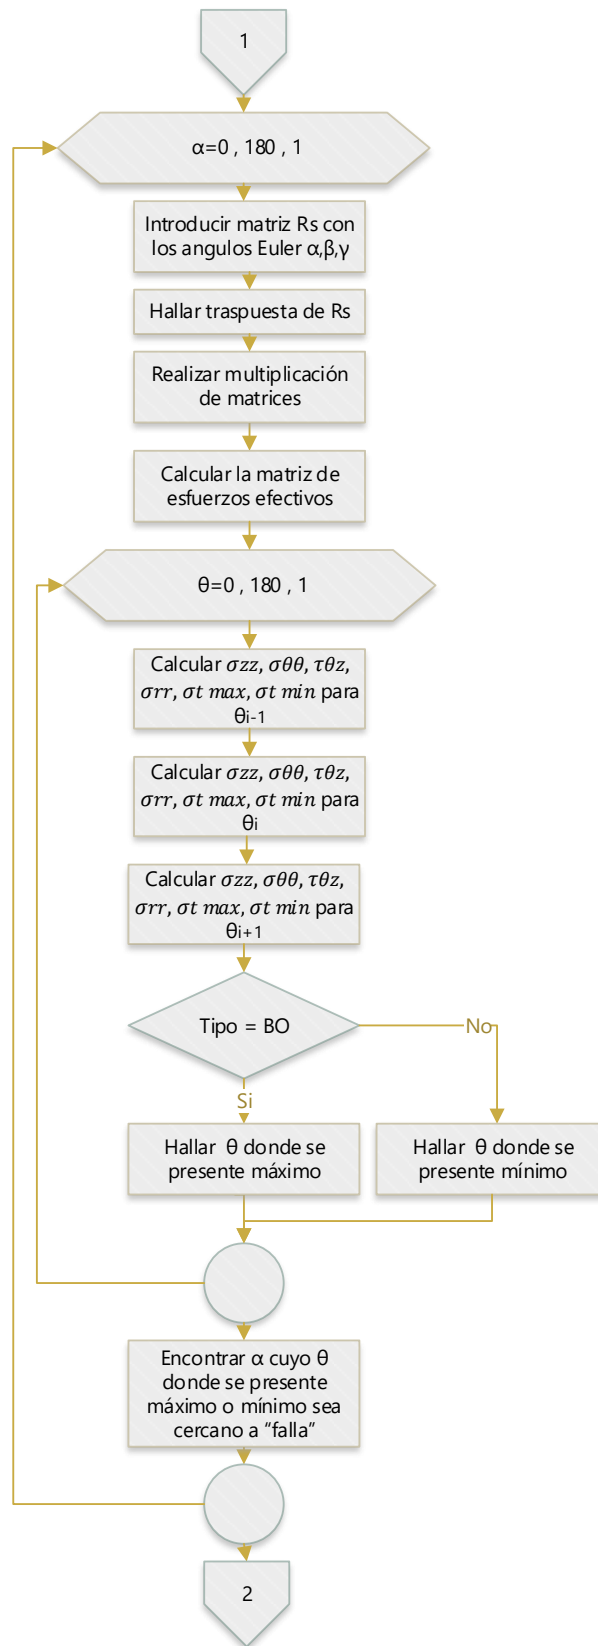 1
α=0 , 180 , 1
Introducir matriz Rs con
los angulos Euler α,β,γ
Hallar traspuesta de Rs
Realizar multiplicación
de matrices
Calcular la matriz de
esfuerzos efectivos
θ=0 , 180 , 1
Calcular σzz, σθθ, τθz,
σrr, σt max, σt min para
θi-1
Calcular σzz, σθθ, τθz,
σrr, σt max, σt min para
θi
Calcular σzz, σθθ, τθz,
σrr, σt max, σt min para
θi+1
Tipo = BO
No
Si
Hallar θ donde se
presente máximo
Hallar θ donde se
presente mínimo
Encontrar α cuyo θ
donde se presente
máximo o mínimo sea
cercano a “falla”
2